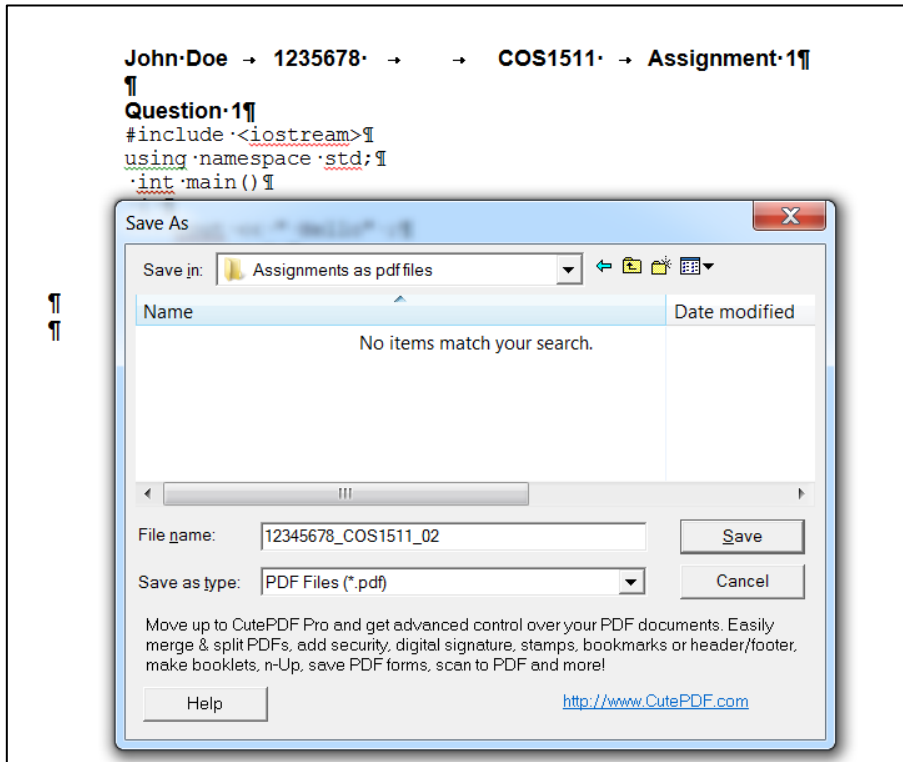 John·Doe → 1235678· → → COS1511· → Assignment·1¶
¶
Question·1¶
#include·<iostream>¶
using·namespace·std;¶
·int·main()¶
Save As
" Hello"
Save in: Assignments as pdf files
¶
¶
Name Date modified
No items match your search.
File name: 12345678_COS1511_02 Save
Save as type: PDF Files (*.pdf) Cancel
Move up to CutePDF Pro and get advanced control over your PDF documents. Easily
merge & split PDFs, add security, digital signature, stamps, bookmarks or header/footer,
make booklets, n-Up, save PDF forms, scan to PDF and more!
Help http://www.CutePDF.com